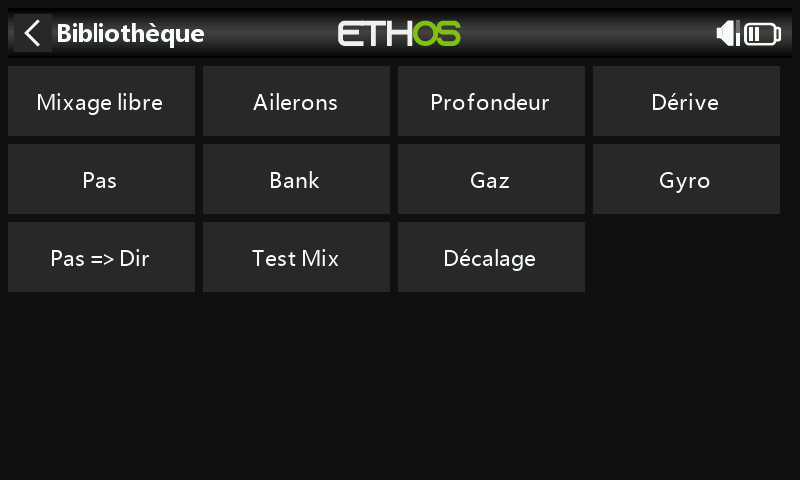 Bibliothèque
ETHOS
Mixage libre
Ailerons
Profondeur
Dérive
Pas
Bank
Gaz
Gyro
Pas => Dir
Test Mix
Décalage